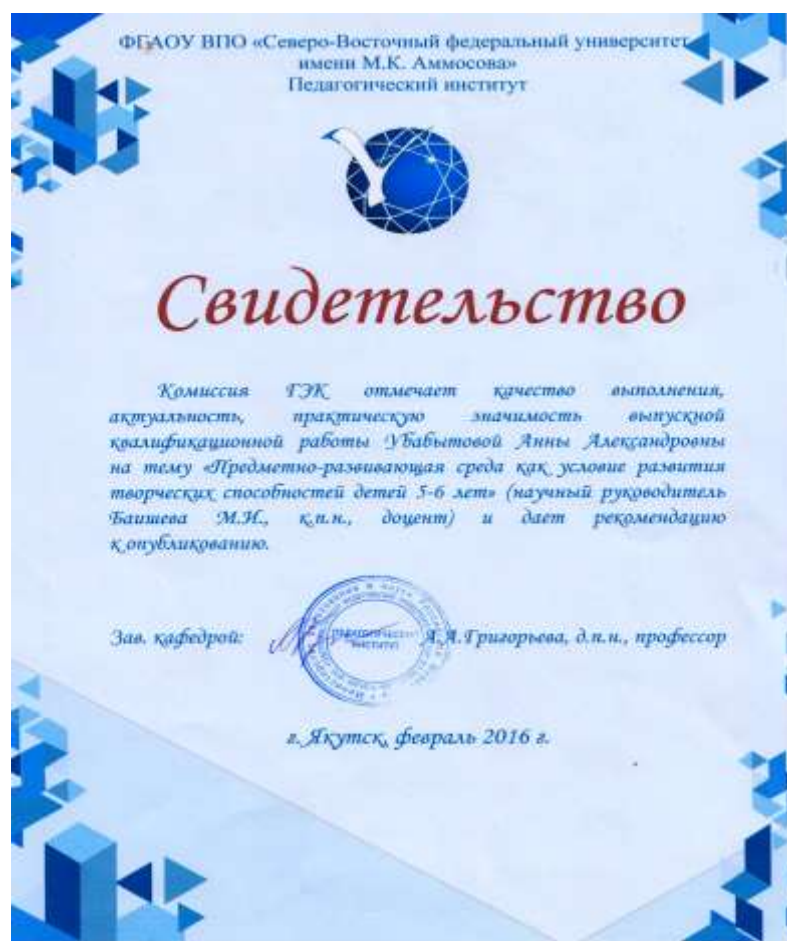 ФГАОУ ВПО «Северо-Восточный федеральный университет
имени М.К. Аммосова»
Педагогический институт
Свидетельство
Комиссия ГЭК отмечает качество выполнения,
актуальность, практическую значимость выпускной
квалификационной работы Убабытовой Анны Александровны
на тему «Предметно-развивающая среда как условие развития
творческих способностей детей 5-6 лет» (научный руководитель
Баишева М.И., к.п.н., доцент) и дает рекомендацию
к опубликованию.
Зав. кафедрой: А.А.Григорьева, д.п.н., профессор
ПЕДАГОГИЧЕСКИЙ
ИНСТИТУТ
г. Якутск, февраль 2016 г.